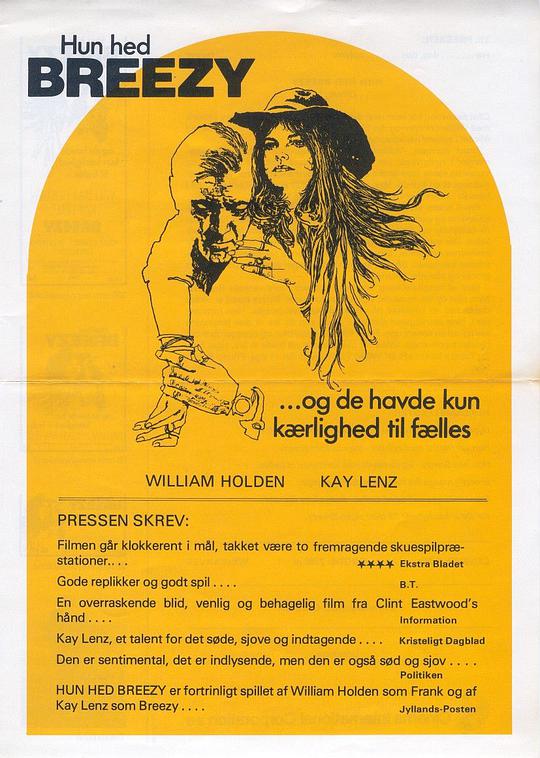 Hun hed
BREEZY
...og de havde kun
kærlighed til fælles
WILLIAM HOLDEN KAY LENZ
PRESSEN SKREV:
Filmen går klokkerent i mål, takket være to fremragende skuespilpræ-
stationer.... ★★★★ Ekstra Bladet
Gode replikker og godt spil .... B.T.
En overraskende blid, venlig og behagelig film fra Clint Eastwood's
hånd .... Information
Kay Lenz, et talent for det søde, sjove og indtagende .... Kristeligt Dagblad
Den er sentimental, det er indlysende, men den er også sød og sjov ....
Politiken
HUN HED BREEZY er fortrinligt spillet af William Holden som Frank og af
Kay Lenz som Breezy .... Jyllands-Posten